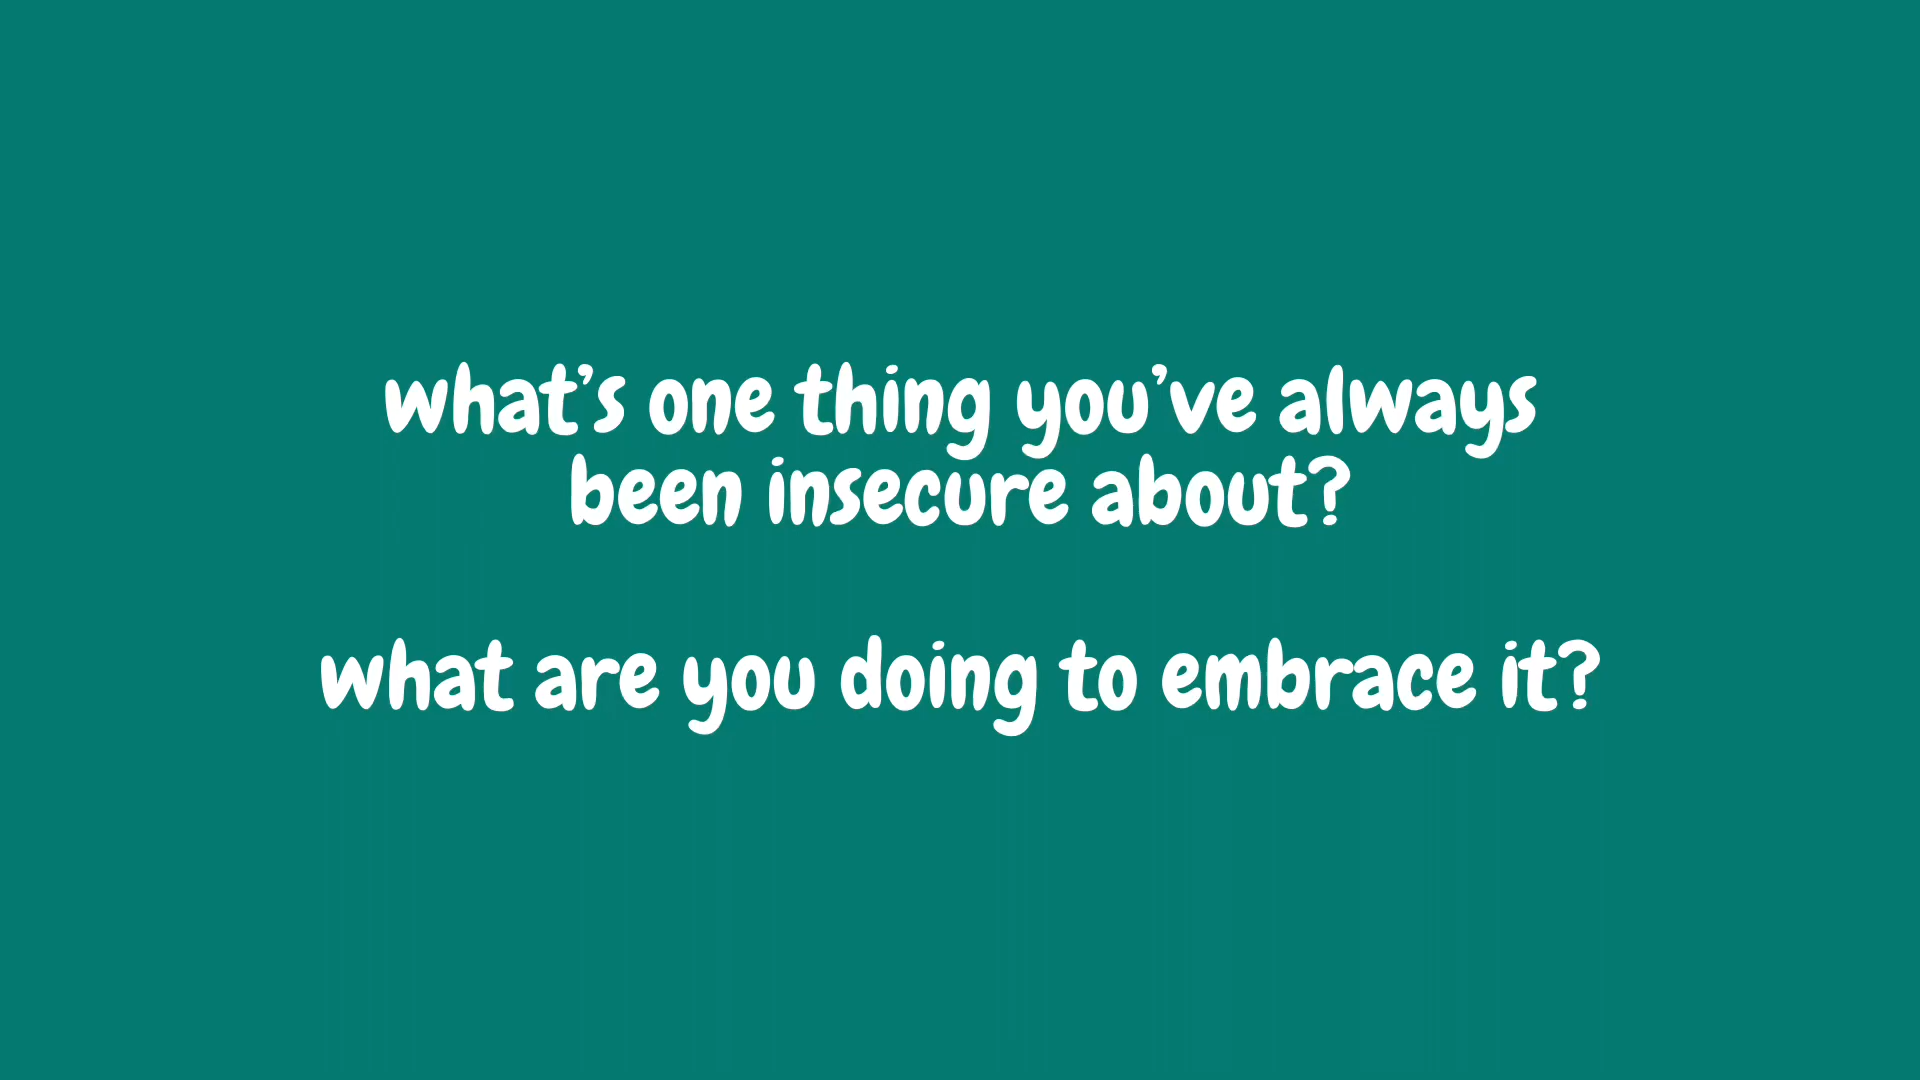 what's one thing you've always
been insecure about?
what are you doing to embrace it?